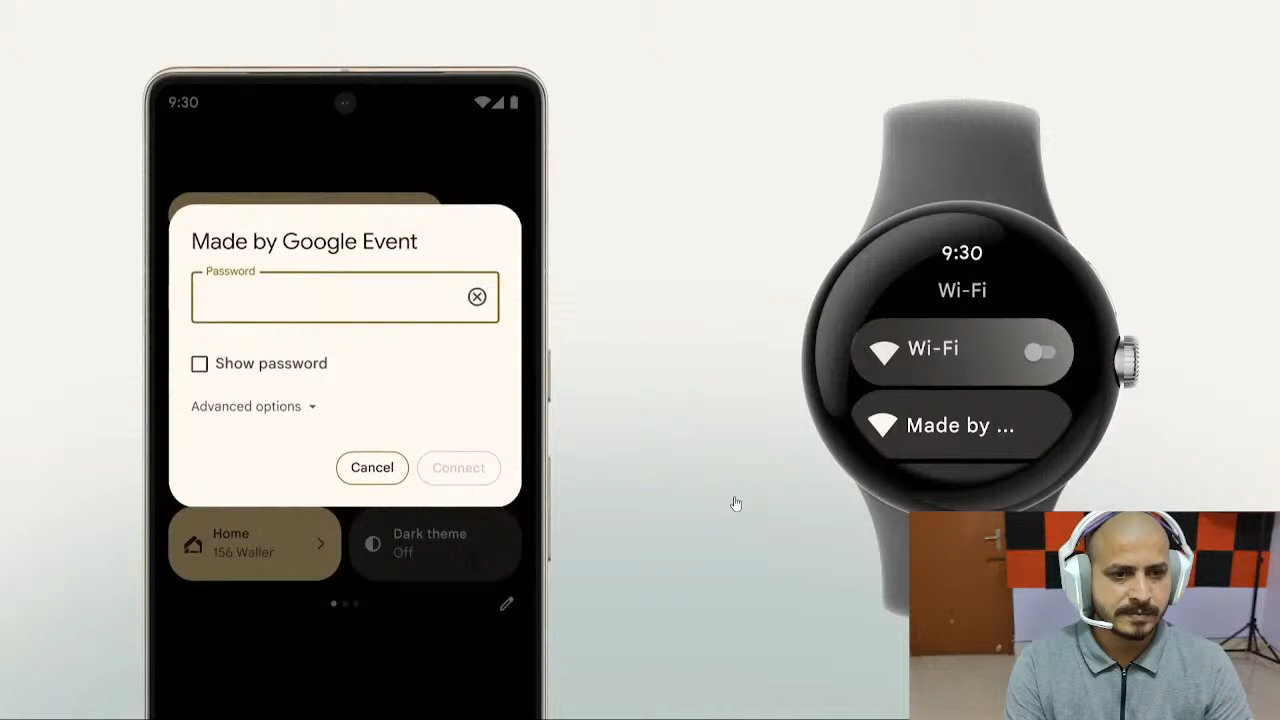 9:30
Made by Google Event
Password
Show password
Advanced options
Cancel
Connect
Home
156 Waller
Dark theme
Off
9:30
Wi-Fi
Wi-Fi
Made by ...